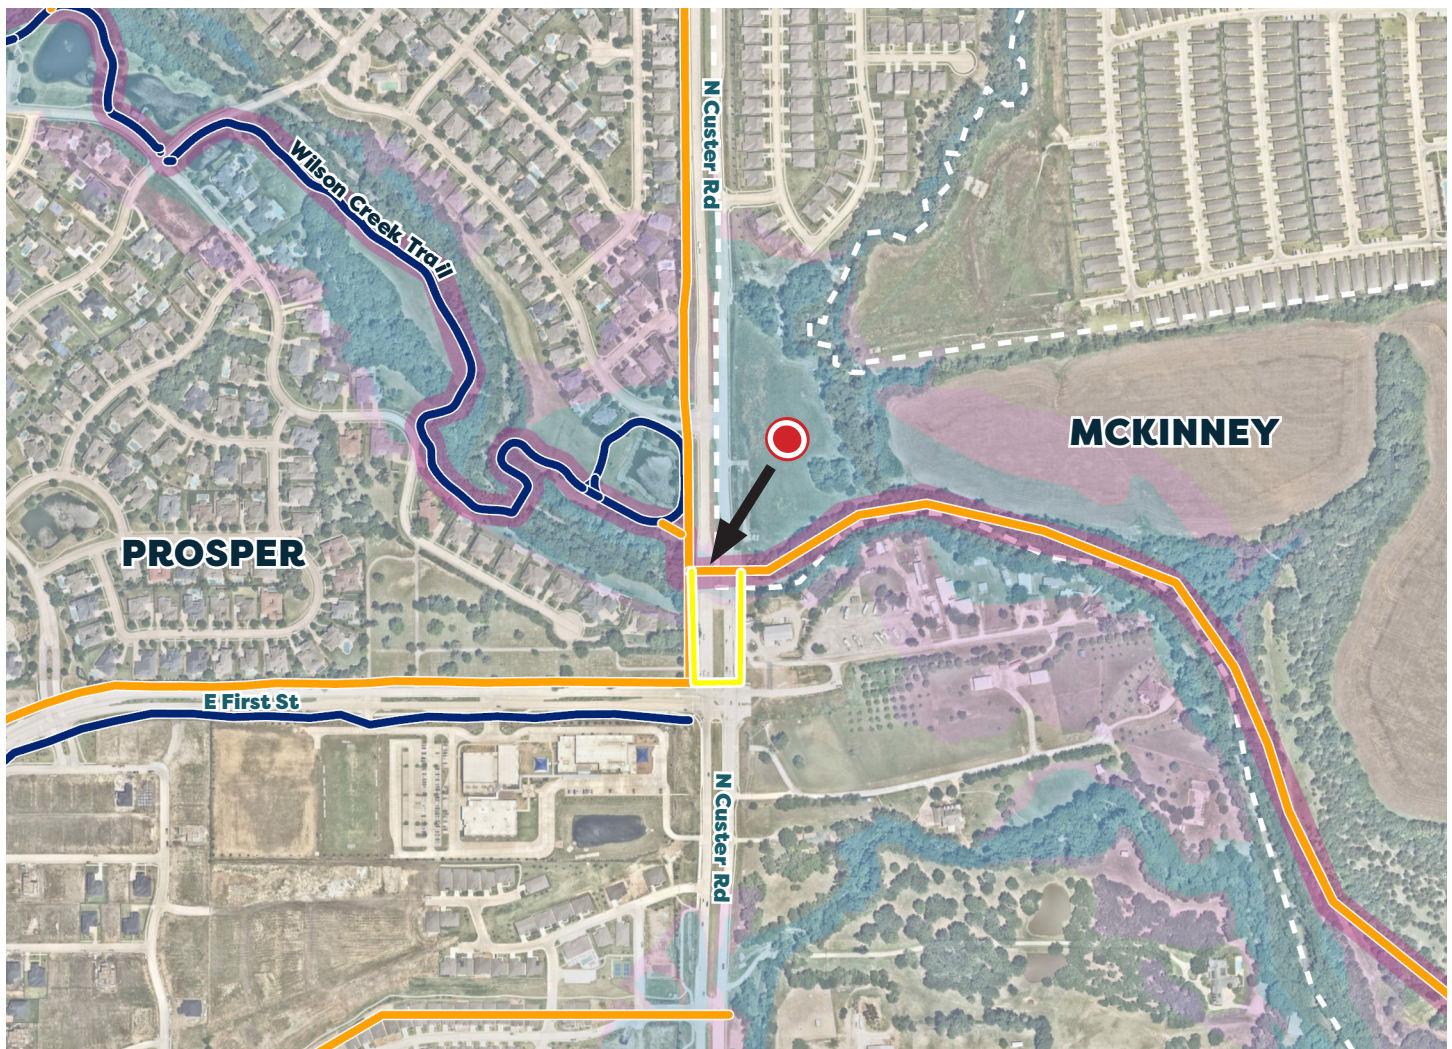 N Custer Rd
Wilson Creek Trail
MCKINNEY
PROSPER
E First St
N Custer Rd